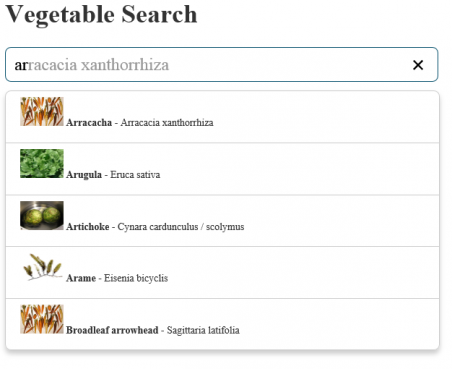 Vegetable Search
arracacia xanthorrhiza ✕
Arracacha - Arracacia xanthorrhiza
Arugula - Eruca sativa
Artichoke - Cynara cardunculus / scolymus
Arame - Eisenia bicyclis
Broadleaf arrowhead - Sagittaria latifolia